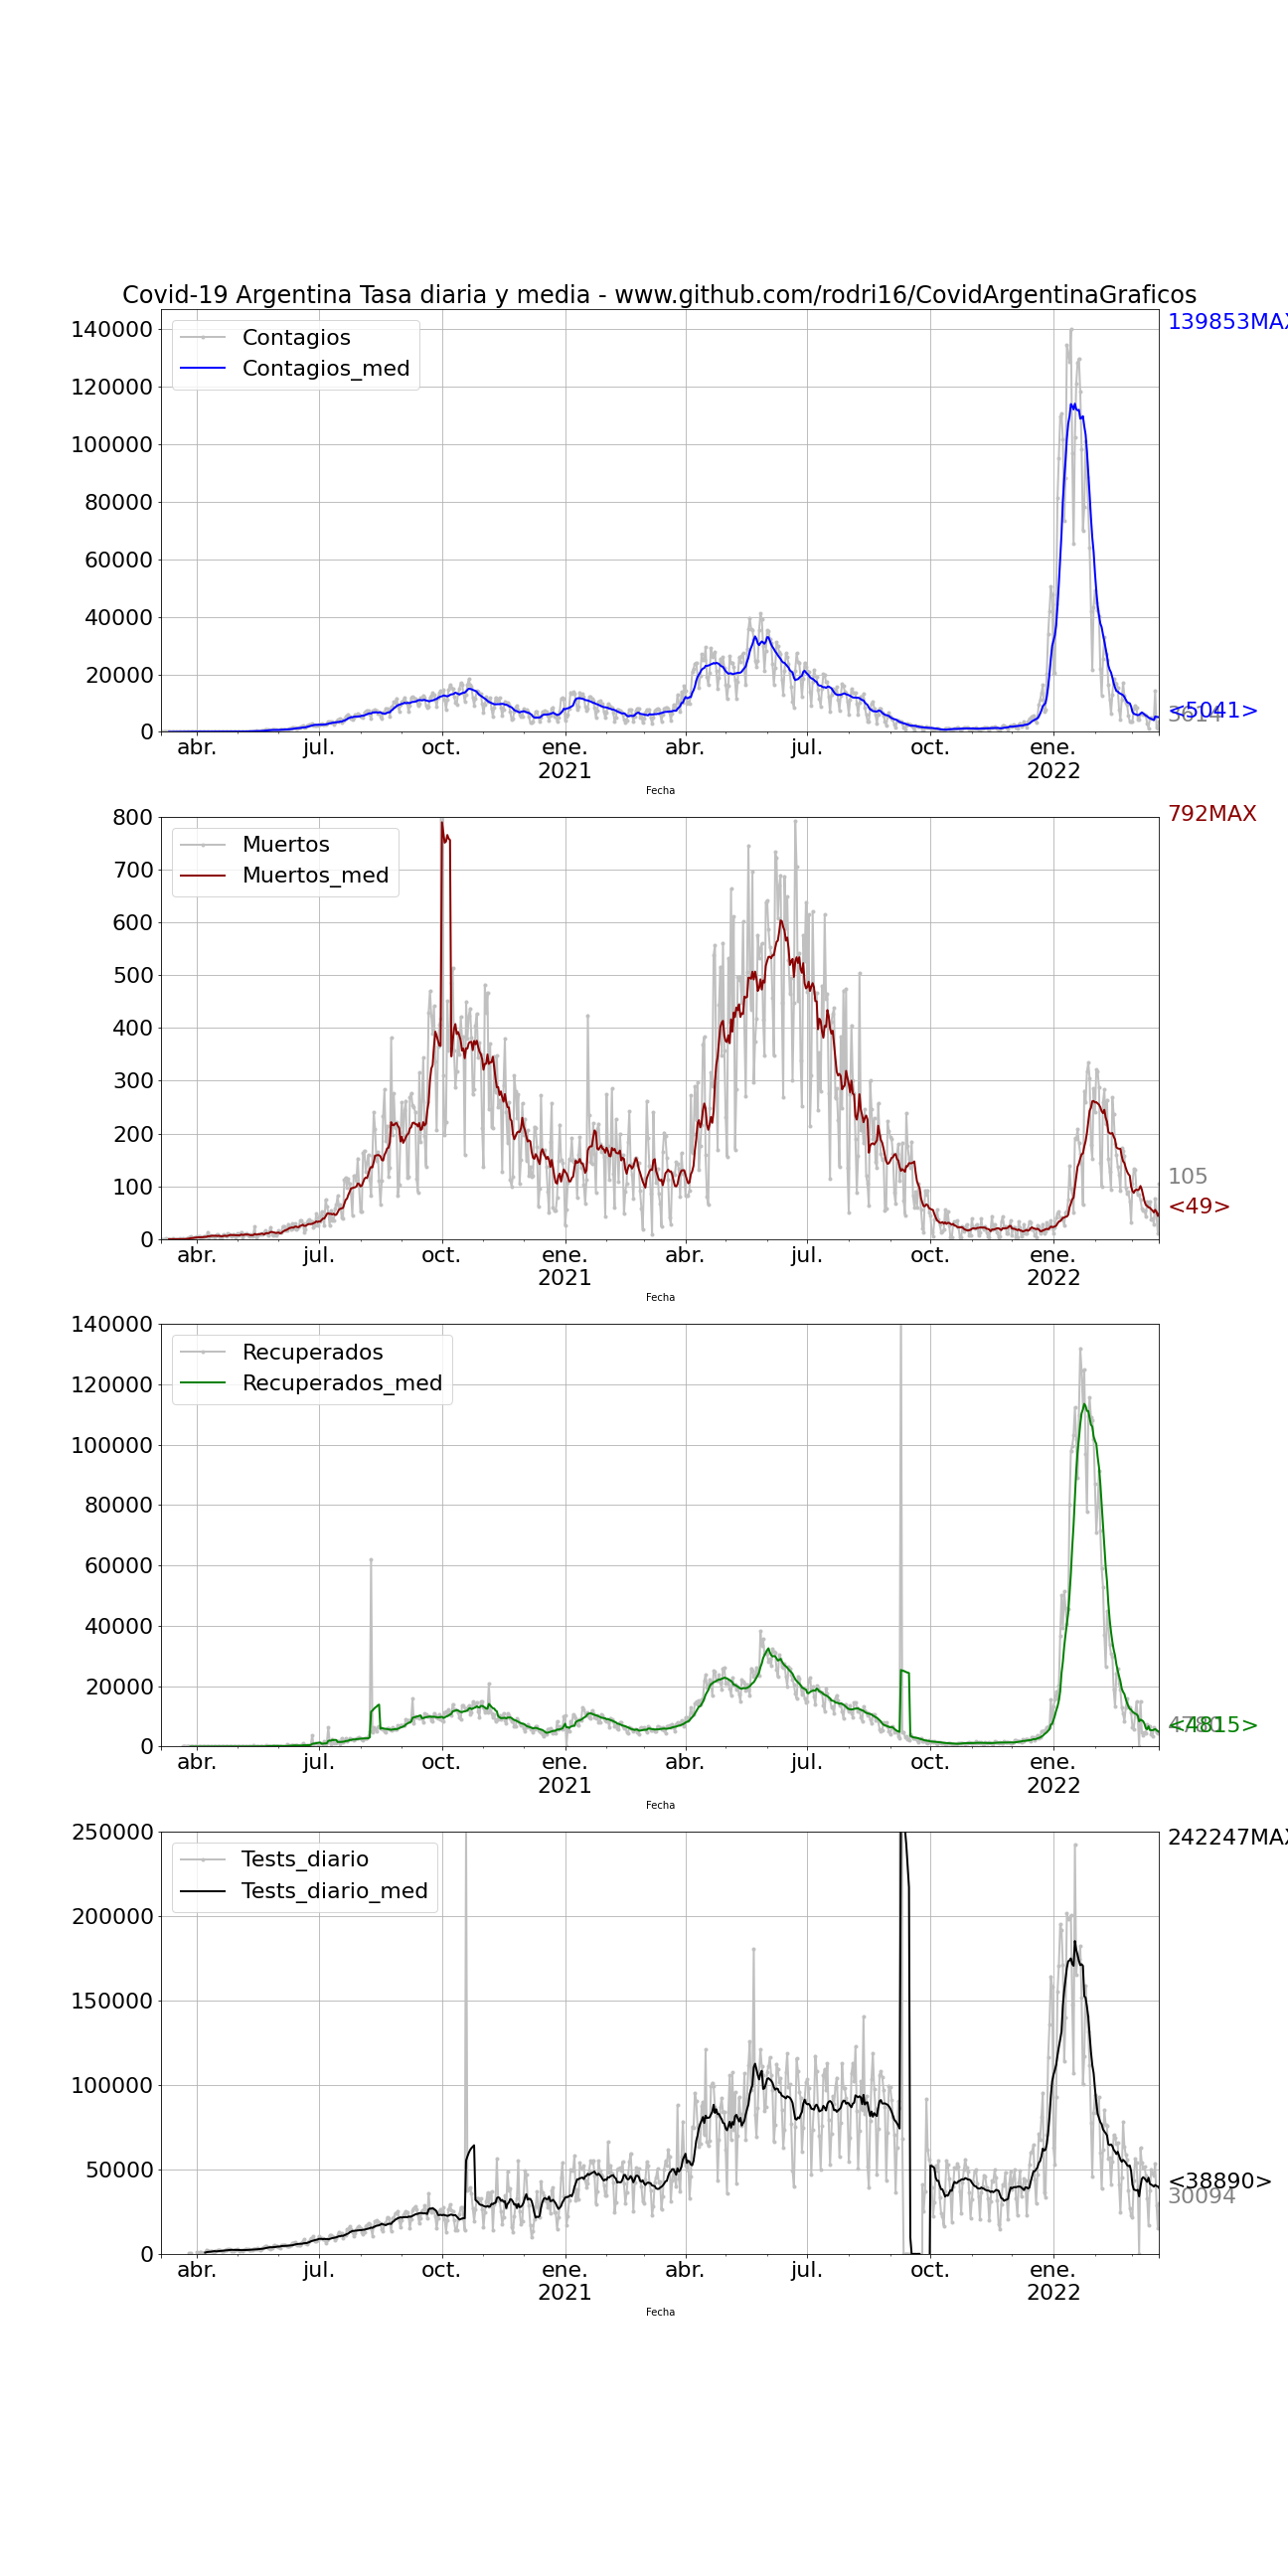 Covid-19 Argentina Tasa diaria y media - www.github.com/rodri16/CovidArgentinaGraficos
139853MAX
Contagios
Contagios_med
140000
120000
100000
80000
60000
40000
20000
0
<5041>
3614
abr.
jul.
oct.
ene.
2021
abr.
jul.
oct.
ene.
2022
Fecha
792MAX
Muertos
Muertos_med
800
700
600
500
400
300
200
100
0
105
<49>
abr.
jul.
oct.
ene.
2021
abr.
jul.
oct.
ene.
2022
Fecha
Recuperados
Recuperados_med
140000
120000
100000
80000
60000
40000
20000
0
<4815>
abr.
jul.
oct.
ene.
2021
abr.
jul.
oct.
ene.
2022
Fecha
242247MAX
Tests_diario
Tests_diario_med
250000
200000
150000
100000
50000
0
<38890>
30094
abr.
jul.
oct.
ene.
2021
abr.
jul.
oct.
ene.
2022
Fecha